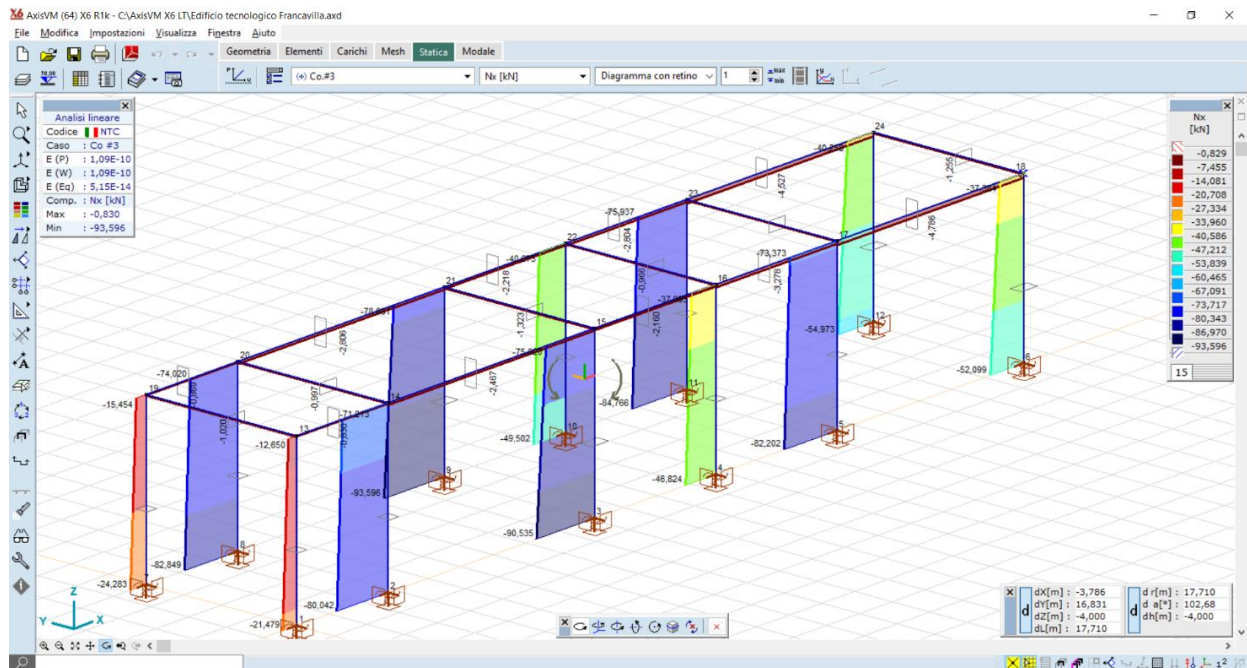 AxisVM (64) X6 R1k - C:\AxisVM X6 LT\Edificio tecnologico Francavilla.axd
File Modifica Impostazioni Visualizza Finestra Aiuto
Geometria Elementi Carichi Mesh Statica Modale
(+) Co.#3 Nx [kN] Diagramma con retino 1
Analisi lineare
Codice NTC
Caso : Co #3
E (P) : 1,09E-10
E (W) : 1,09E-10
E (Eq) : 5,15E-14
Comp. : Nx [kN]
Max : -0,830
Min : -93,596
Nx
[kN]
-0,829
-7,455
-14,081
-20,708
-27,334
-33,960
-40,586
-47,212
-53,839
-60,465
-67,091
-73,717
-80,343
-86,970
-93,596
15
24
18
-1,255
-4,527
23
-75,937
-2,804
17
-4,786
22
-73,373
-3,278
-2,218
21
16
-1,323
-2,160
-54,973
12
15
-52,099
6
20
-2,806
-74,020
-2,467
19
-0,997
14
-84,766
11
-15,454
-1,020
-71,213
13
-12,650
-49,502
10
-82,202
5
-93,596
9
-46,824
4
-90,535
3
-82,849
8
-24,283
-80,042
2
-21,479
1
Z
Y X
d
dX[m] : -3,786
dY[m] : 16,831
dZ[m] : -4,000
dL[m] : 17,710
d
d r[m] : 17,710
d a[°] : 102,68
dh[m] : -4,000